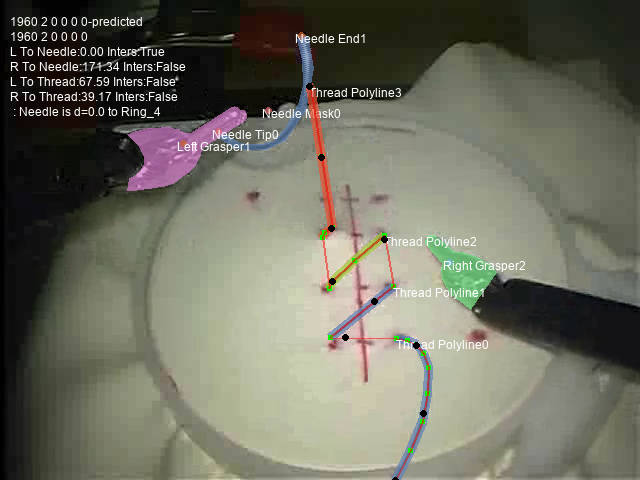 1960 2 0 0 0 0-predicted
1960 2 0 0 0 0
L To Needle:0.00 Inters:True
R To Needle:171.34 Inters:False
L To Thread:67.59 Inters:False
R To Thread:39.17 Inters:False
: Needle is d=0.0 to Ring_4
Needle End1
Thread Polyline3
Needle Mask0
Needle Tip0
Left Grasper1
Thread Polyline2
Right Grasper2
Thread Polyline1
Thread Polyline0